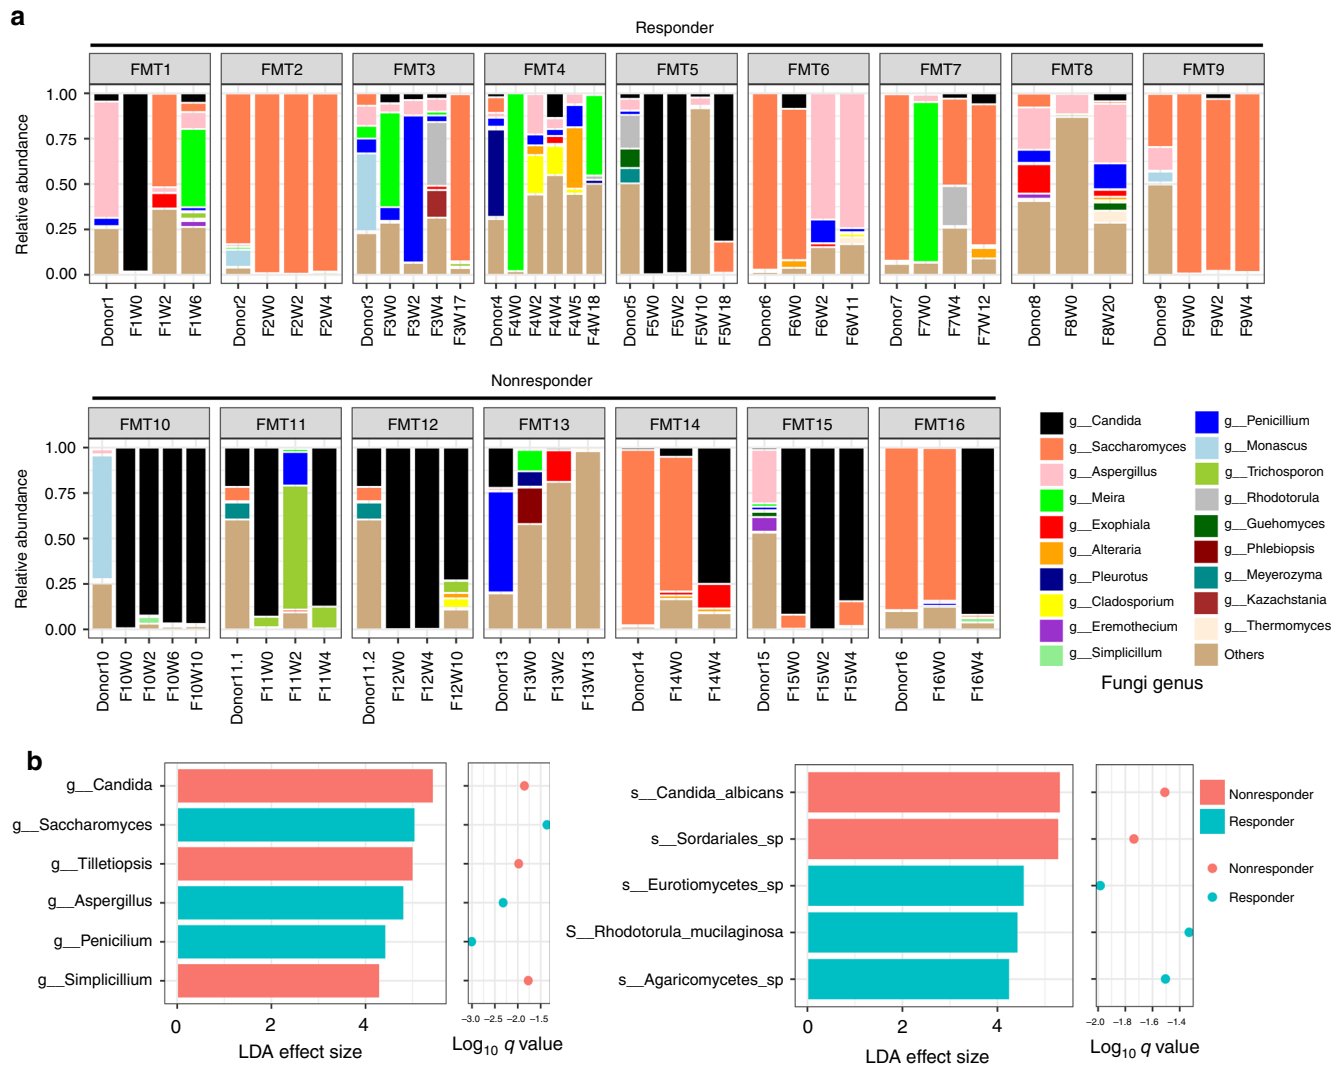 a
Responder
FMT1 FMT2 FMT3 FMT4 FMT5 FMT6 FMT7 FMT8 FMT9
Relative abundance
1.00
0.75
0.50
0.25
0.00
Donor1 F1W0 F1W2 F1W6
Donor2 F2W0 F2W2 F2W4
Donor3 F3W0 F3W2 F3W4 F3W17
Donor4 F4W0 F4W2 F4W4 F4W5 F4W18
Donor5 F5W0 F5W2 F5W10 F5W18
Donor6 F6W0 F6W2 F6W11
Donor7 F7W0 F7W4 F7W12
Donor8 F8W0 F8W20
Donor9 F9W0 F9W2 F9W4
Nonresponder
FMT10 FMT11 FMT12 FMT13 FMT14 FMT15 FMT16
Relative abundance
1.00
0.75
0.50
0.25
0.00
Donor10 F10W0 F10W2 F10W6 F10W10
Donor11.1 F11W0 F11W2 F11W4
Donor11.2 F12W0 F12W4 F12W10
Donor13 F13W0 F13W2 F13W13
Donor14 F14W0 F14W4
Donor15 F15W0 F15W2 F15W4
Donor16 F16W0 F16W4
g__Candida
g__Saccharomyces
g__Aspergillus
g__Meira
g__Exophiala
g__Alteraria
g__Pleurotus
g__Cladosporium
g__Eremothecium
g__Simplicillum
g__Penicillium
g__Monascus
g__Trichosporon
g__Rhodotorula
g__Guehomyces
g__Phlebiopsis
g__Meyerozyma
g__Kazachstania
g__Thermomyces
Others
Fungi genus
b
g__Candida
g__Saccharomyces
g__Tilletiopsis
g__Aspergillus
g__Penicilium
g__Simplicillium
0 2 4
LDA effect size
−3.0 −2.5 −2.0 −1.5
Log10 q value
s__Candida_albicans
s__Sordariales_sp
s__Eurotiomycetes_sp
S__Rhodotorula_mucilaginosa
s__Agaricomycetes_sp
0 2 4
LDA effect size
−2.0 −1.8 −1.6 −1.4
Log10 q value
Nonresponder
Responder
Nonresponder
Responder